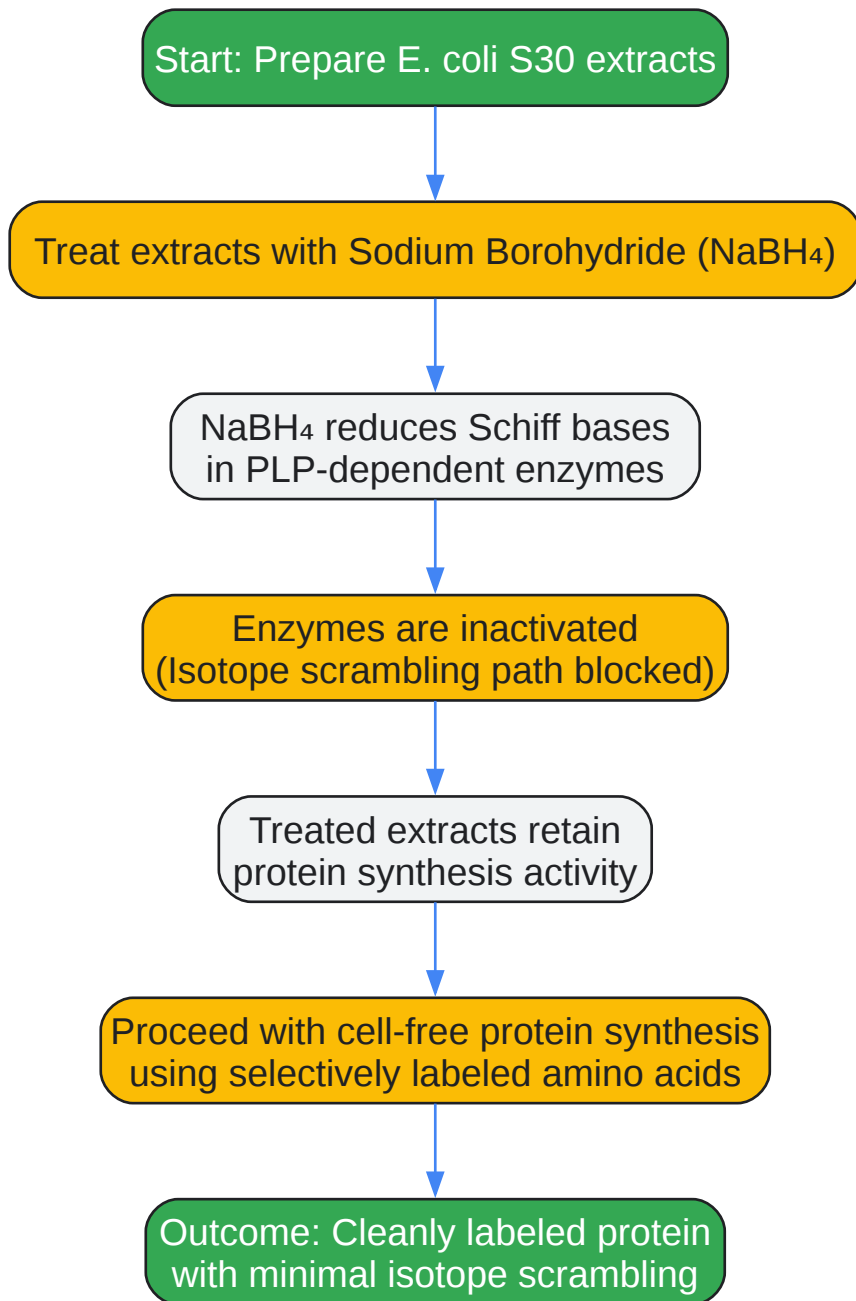 Start: Prepare E. coli S30 extracts
Treat extracts with Sodium Borohydride (NaBH₄)
NaBH₄ reduces Schiff bases
in PLP-dependent enzymes
Enzymes are inactivated
(Isotope scrambling path blocked)
Treated extracts retain
protein synthesis activity
Proceed with cell-free protein synthesis
using selectively labeled amino acids
Outcome: Cleanly labeled protein
with minimal isotope scrambling